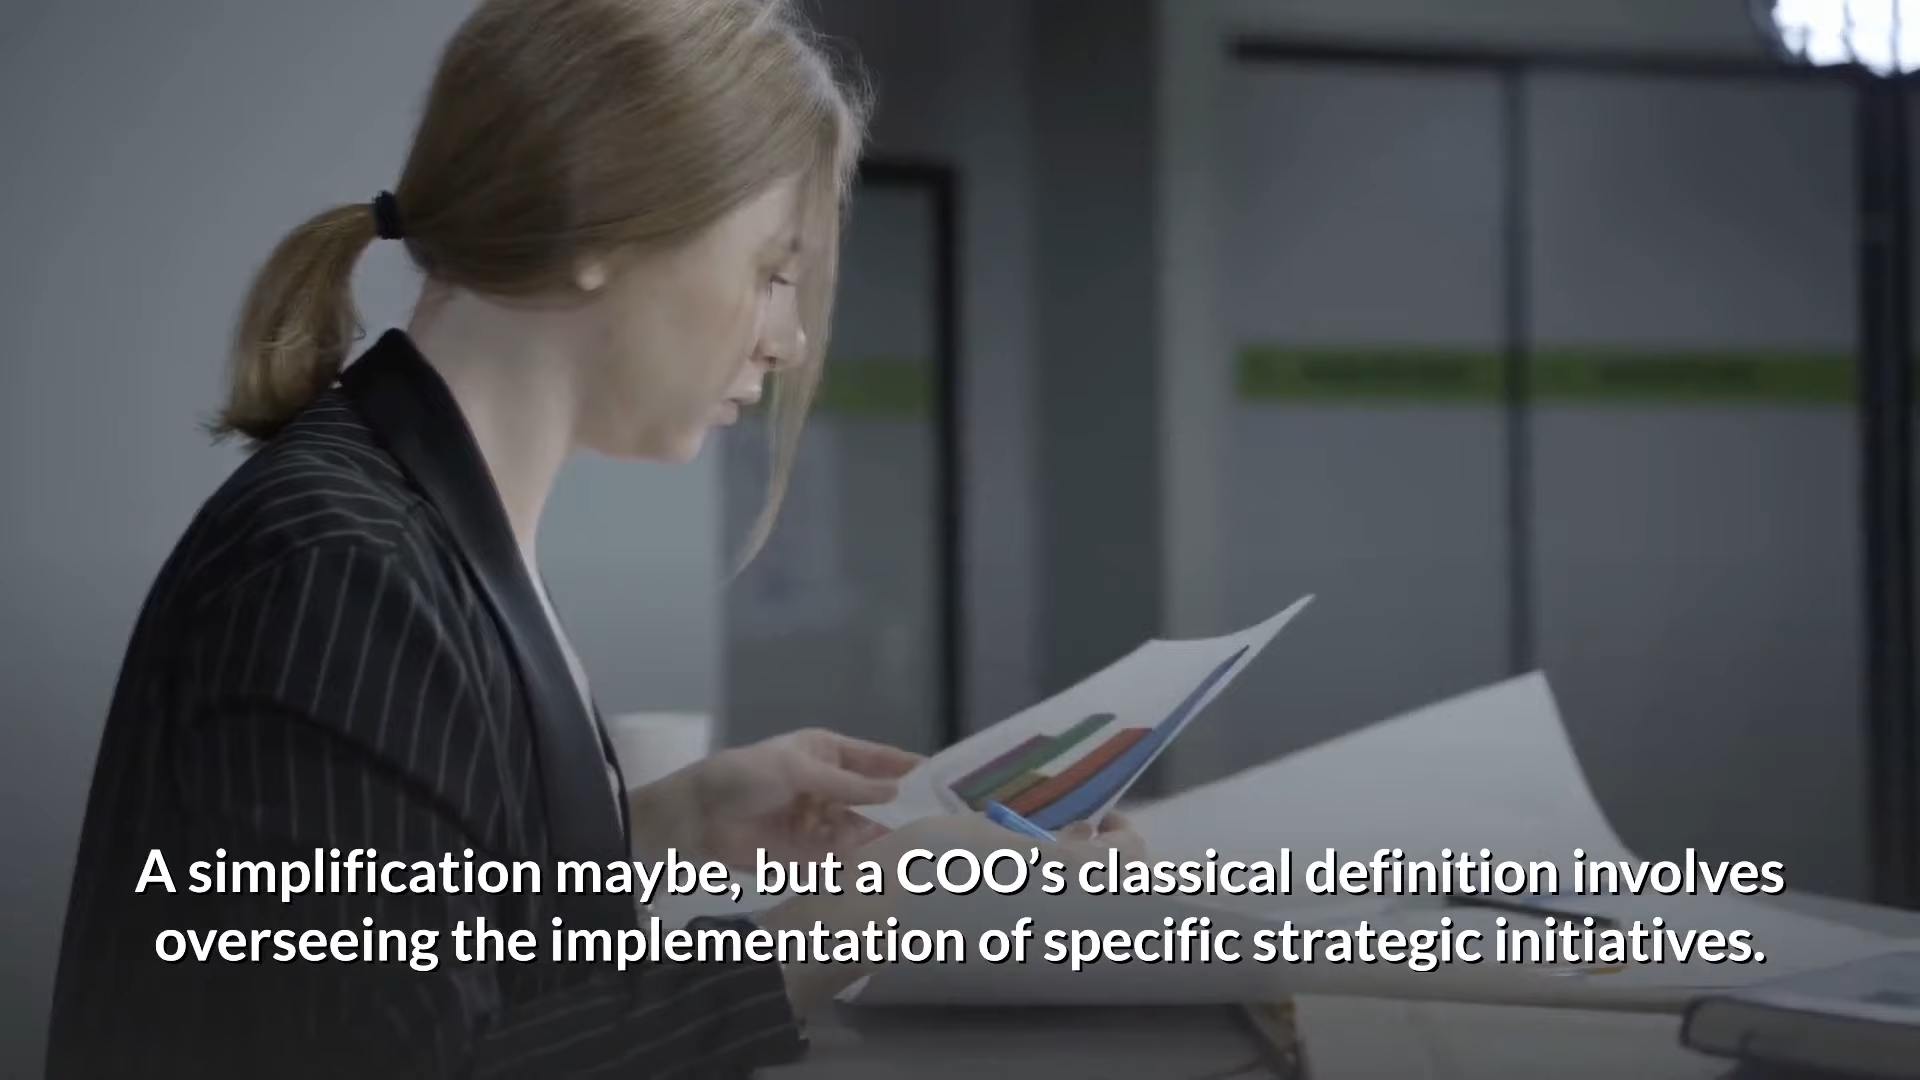 A simplification maybe, but a COO’s classical definition involves
overseeing the implementation of specific strategic initiatives.